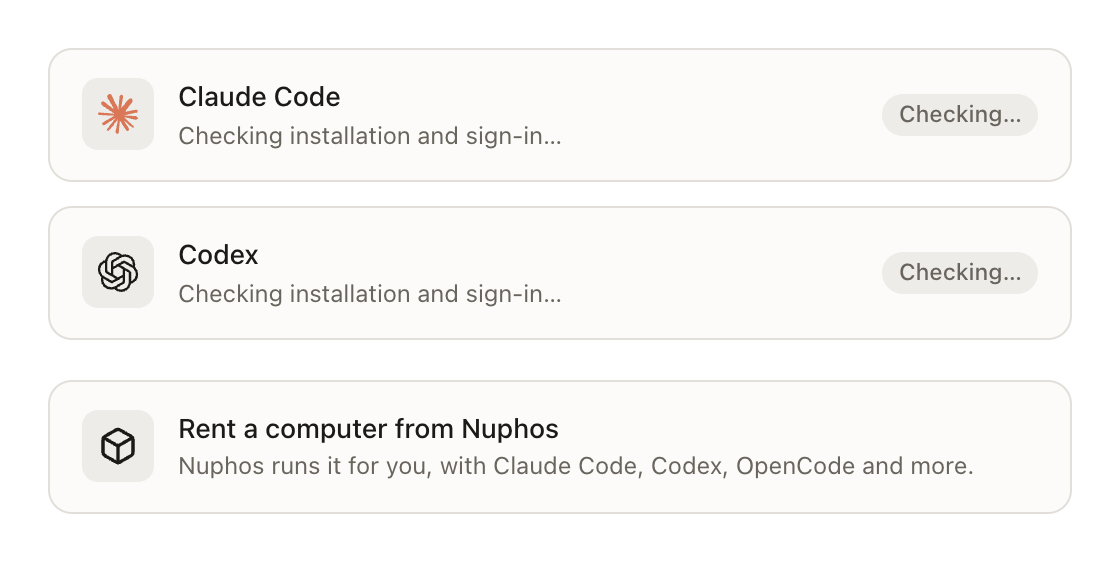 Claude Code
Checking installation and sign-in...
Checking...
Codex
Checking installation and sign-in...
Checking...
Rent a computer from Nuphos
Nuphos runs it for you, with Claude Code, Codex, OpenCode and more.